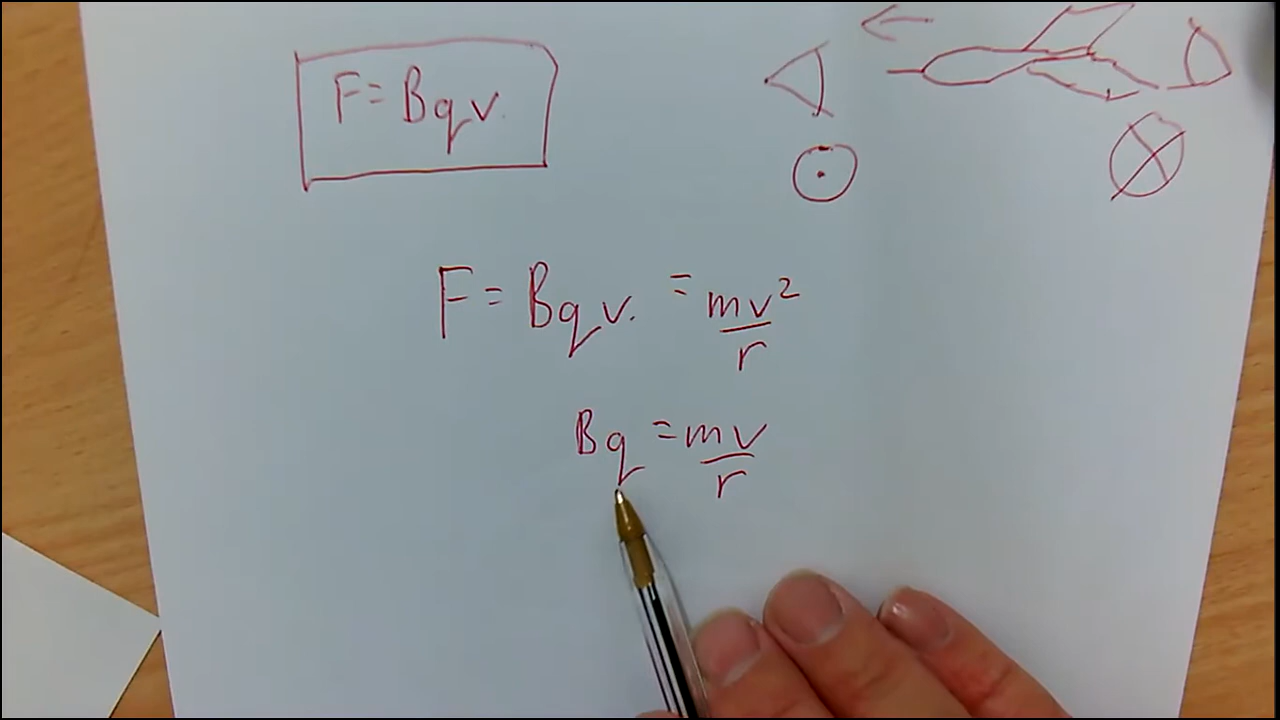 F = Bqv.
F = Bqv. = mv²/r
Bq = mv/r